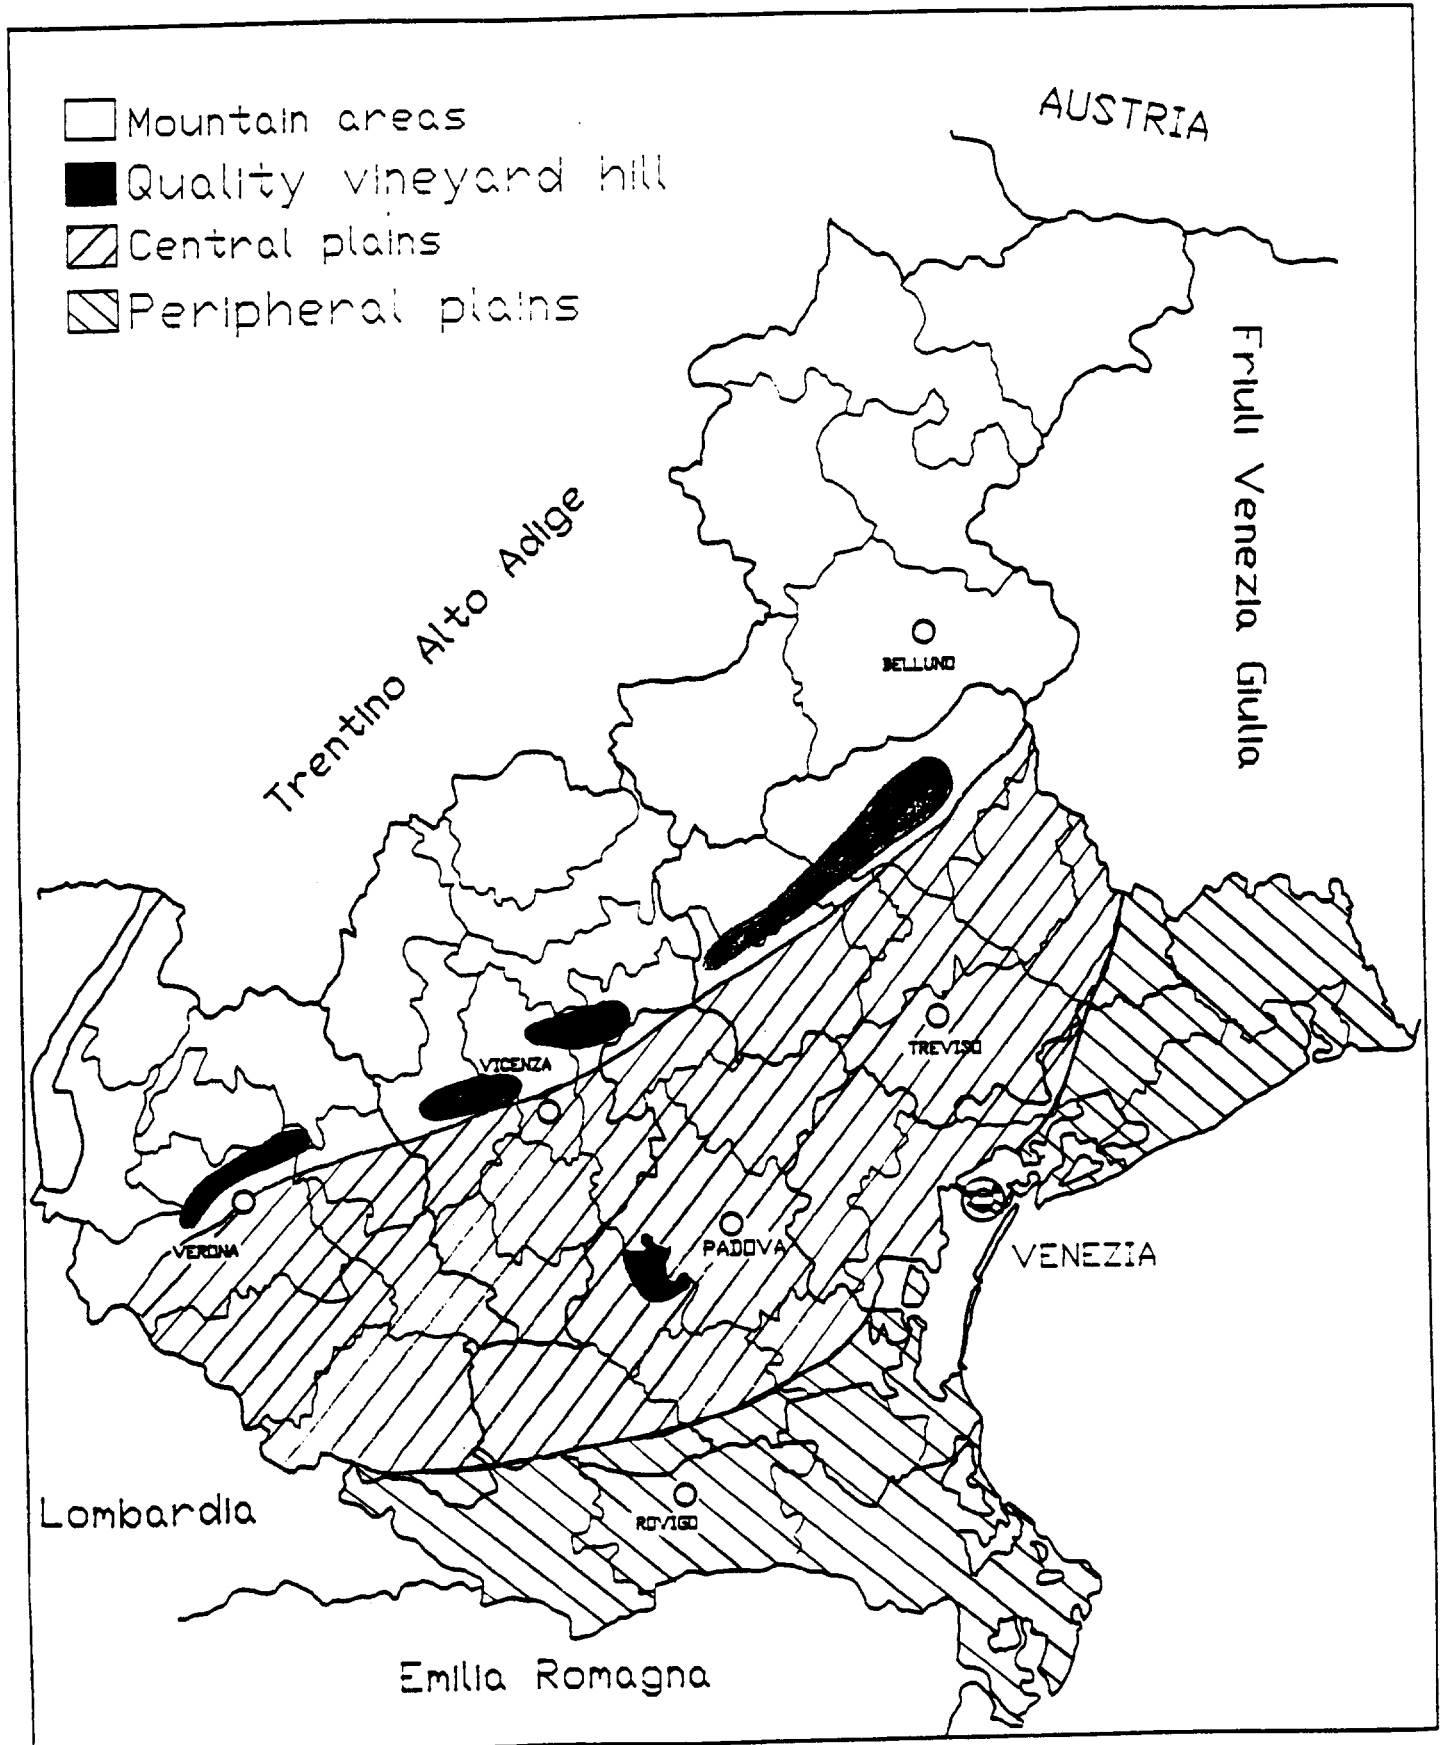 Mountain areas
Quality vineyard hill
Central plains
Peripheral plains
AUSTRIA
Friuli Venezia Giulia
Trentino Alto Adige
BELLUNO
TREVISO
VICENZA
VERONA
PADOVA
VENEZIA
ROVIGO
Lombardia
Emilia Romagna